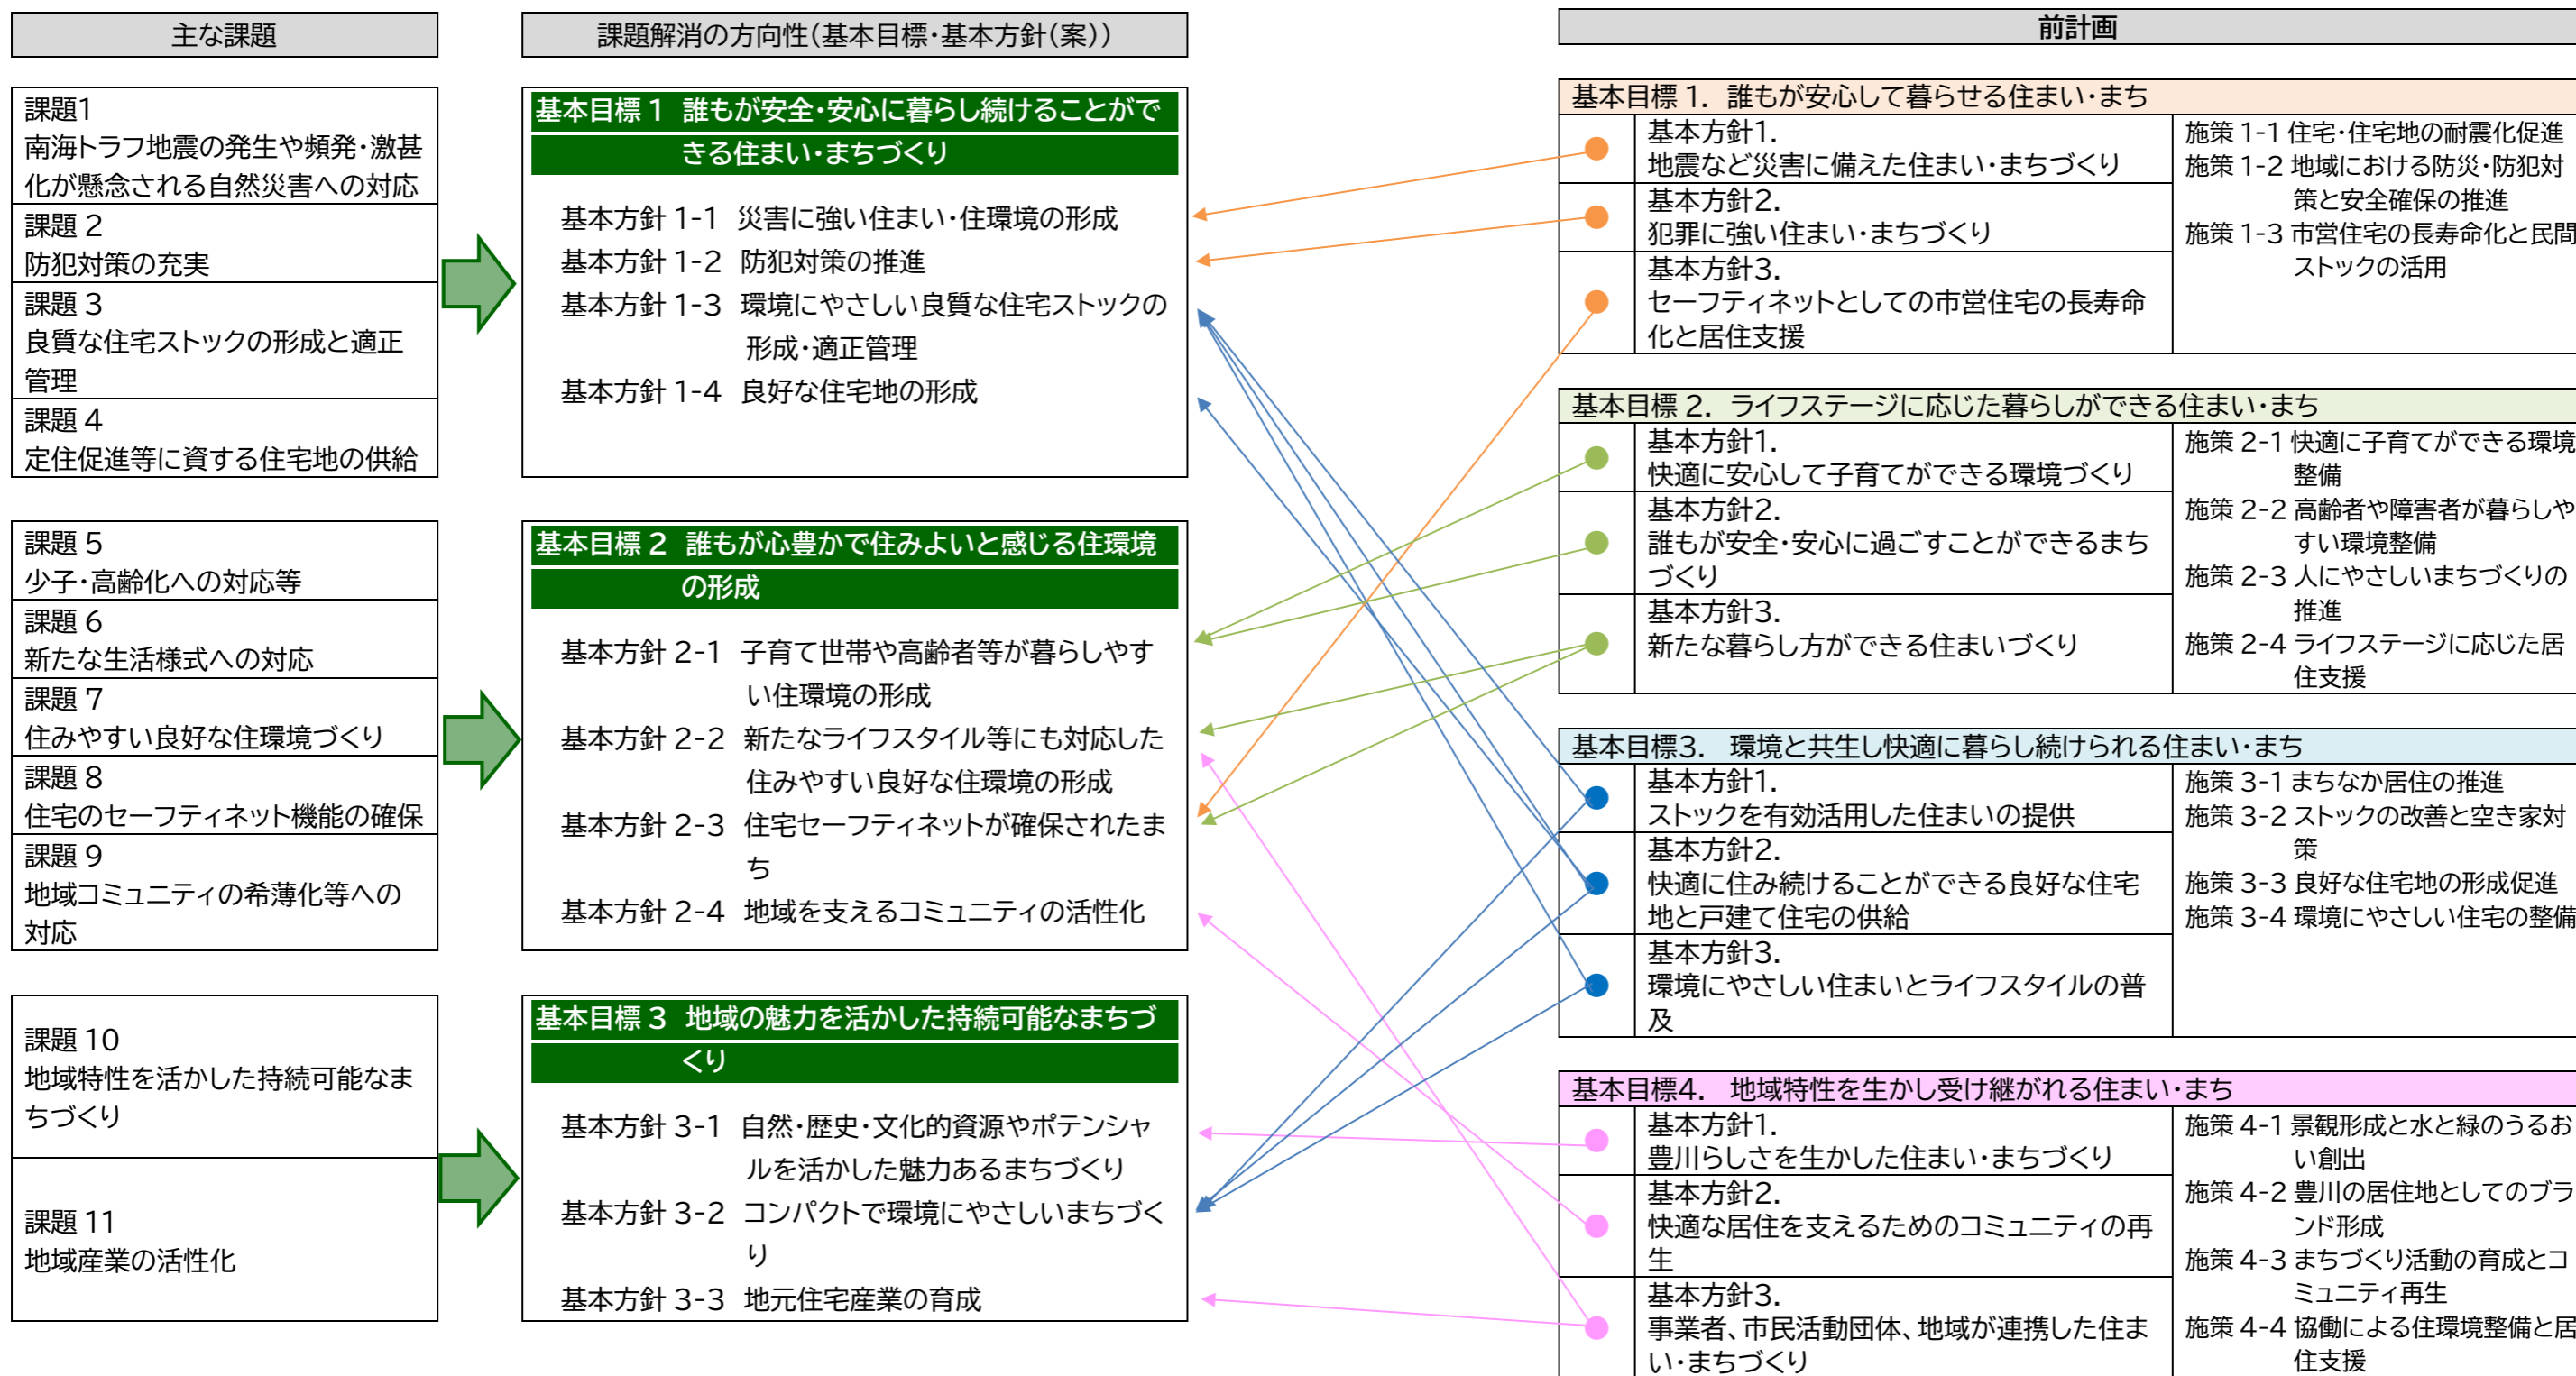 主な課題
課題1
南海トラフ地震の発生や頻発・激甚
化が懸念される自然災害への対応
課題 2
防犯対策の充実
課題 3
良質な住宅ストックの形成と適正
管理
課題 4
定住促進等に資する住宅地の供給
課題 5
少子・高齢化への対応等
課題 6
新たな生活様式への対応
課題 7
住みやすい良好な住環境づくり
課題 8
住宅のセーフティネット機能の確保
課題 9
地域コミュニティの希薄化等への
対応
課題 10
地域特性を活かした持続可能なま
ちづくり
課題 11
地域産業の活性化
課題解消の方向性(基本目標・基本方針(案))
基本目標 1 誰もが安全・安心に暮らし続けることがで
きる住まい・まちづくり
基本方針 1-1 災害に強い住まい・住環境の形成
基本方針 1-2 防犯対策の推進
基本方針 1-3 環境にやさしい良質な住宅ストックの
形成・適正管理
基本方針 1-4 良好な住宅地の形成
基本目標 2 誰もが心豊かで住みよいと感じる住環境
の形成
基本方針 2-1 子育て世帯や高齢者等が暮らしやす
い住環境の形成
基本方針 2-2 新たなライフスタイル等にも対応した
住みやすい良好な住環境の形成
基本方針 2-3 住宅セーフティネットが確保されたま
ち
基本方針 2-4 地域を支えるコミュニティの活性化
基本目標 3 地域の魅力を活かした持続可能なまちづ
くり
基本方針 3-1 自然・歴史・文化的資源やポテンシャ
ルを活かした魅力あるまちづくり
基本方針 3-2 コンパクトで環境にやさしいまちづく
り
基本方針 3-3 地元住宅産業の育成
前計画
基本目標 1. 誰もが安心して暮らせる住まい・まち
基本方針1.
地震など災害に備えた住まい・まちづくり
基本方針2.
犯罪に強い住まい・まちづくり
基本方針3.
セーフティネットとしての市営住宅の長寿命
化と居住支援
施策 1-1 住宅・住宅地の耐震化促進
施策 1-2 地域における防災・防犯対
策と安全確保の推進
施策 1-3 市営住宅の長寿命化と民間
ストックの活用
基本目標 2. ライフステージに応じた暮らしができる住まい・まち
基本方針1.
快適に安心して子育てができる環境づくり
基本方針2.
誰もが安全・安心に過ごすことができるまち
づくり
基本方針3.
新たな暮らし方ができる住まいづくり
施策 2-1 快適に子育てができる環境
整備
施策 2-2 高齢者や障害者が暮らしや
すい環境整備
施策 2-3 人にやさしいまちづくりの
推進
施策 2-4 ライフステージに応じた居
住支援
基本目標3. 環境と共生し快適に暮らし続けられる住まい・まち
基本方針1.
ストックを有効活用した住まいの提供
基本方針2.
快適に住み続けることができる良好な住宅
地と戸建て住宅の供給
基本方針3.
環境にやさしい住まいとライフスタイルの普
及
施策 3-1 まちなか居住の推進
施策 3-2 ストックの改善と空き家対
策
施策 3-3 良好な住宅地の形成促進
施策 3-4 環境にやさしい住宅の整備
基本目標4. 地域特性を生かし受け継がれる住まい・まち
基本方針1.
豊川らしさを生かした住まい・まちづくり
基本方針2.
快適な居住を支えるためのコミュニティの再
生
基本方針3.
事業者、市民活動団体、地域が連携した住ま
い・まちづくり
施策 4-1 景観形成と水と緑のうるお
い創出
施策 4-2 豊川の居住地としてのブラ
ンド形成
施策 4-3 まちづくり活動の育成とコ
ミュニティ再生
施策 4-4 協働による住環境整備と居
住支援